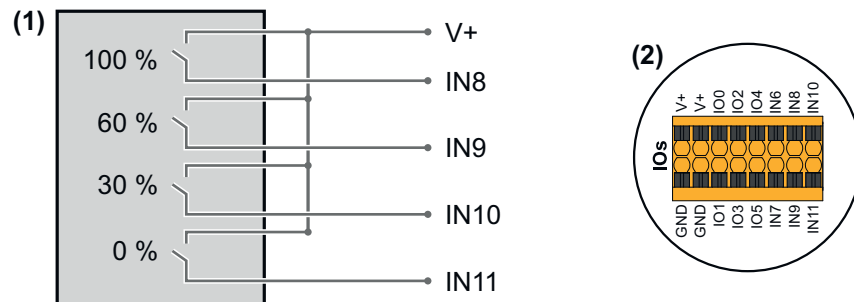 (1)
V+
100 %
IN8
60 %
IN9
30 %
IN10
0 %
IN11
(2)
V+ V+ IO0 IO2 IO4 IN6 IN8 IN10
IOs
GND GND IO1 IO3 IO5 IN7 IN9 IN11